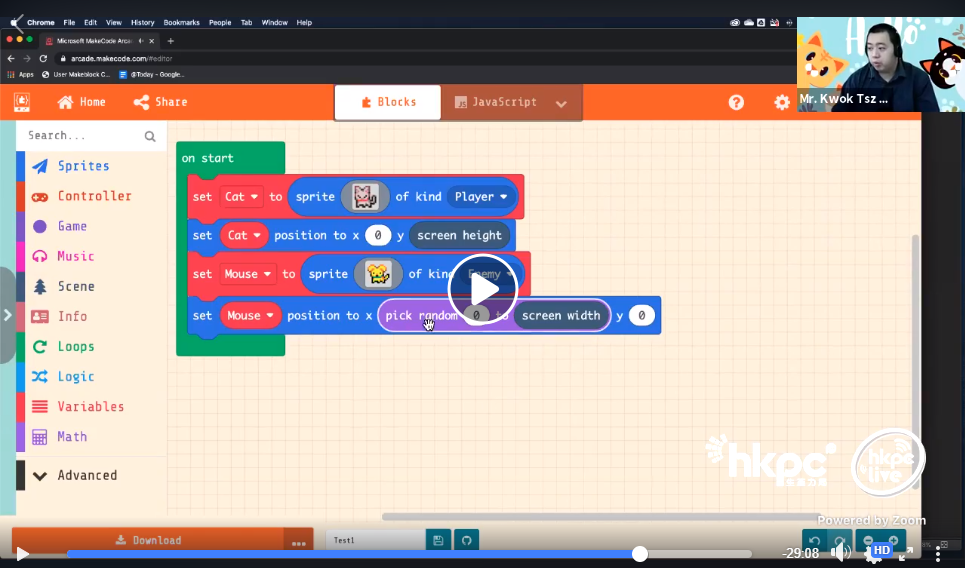 Chrome File Edit View History Bookmarks People Tab Window Help
Microsoft MakeCode Arca
arcade.makecode.com/#editor
Apps User Makeblock C... @Today - Google...
Hello
Mr. Kwok Tsz ...
Home Share Blocks JavaScript
Search...
Sprites
Controller
Game
Music
Scene
Info
Loops
Logic
Variables
Math
Advanced
on start
set Cat to sprite of kind Player
set Cat position to x 0 y screen height
set Mouse to sprite of kind Enemy
set Mouse position to x pick random 0 to screen width y 0
hkpc
hkpc live
Powered by Zoom
Download ... Test1
-29:08 HD